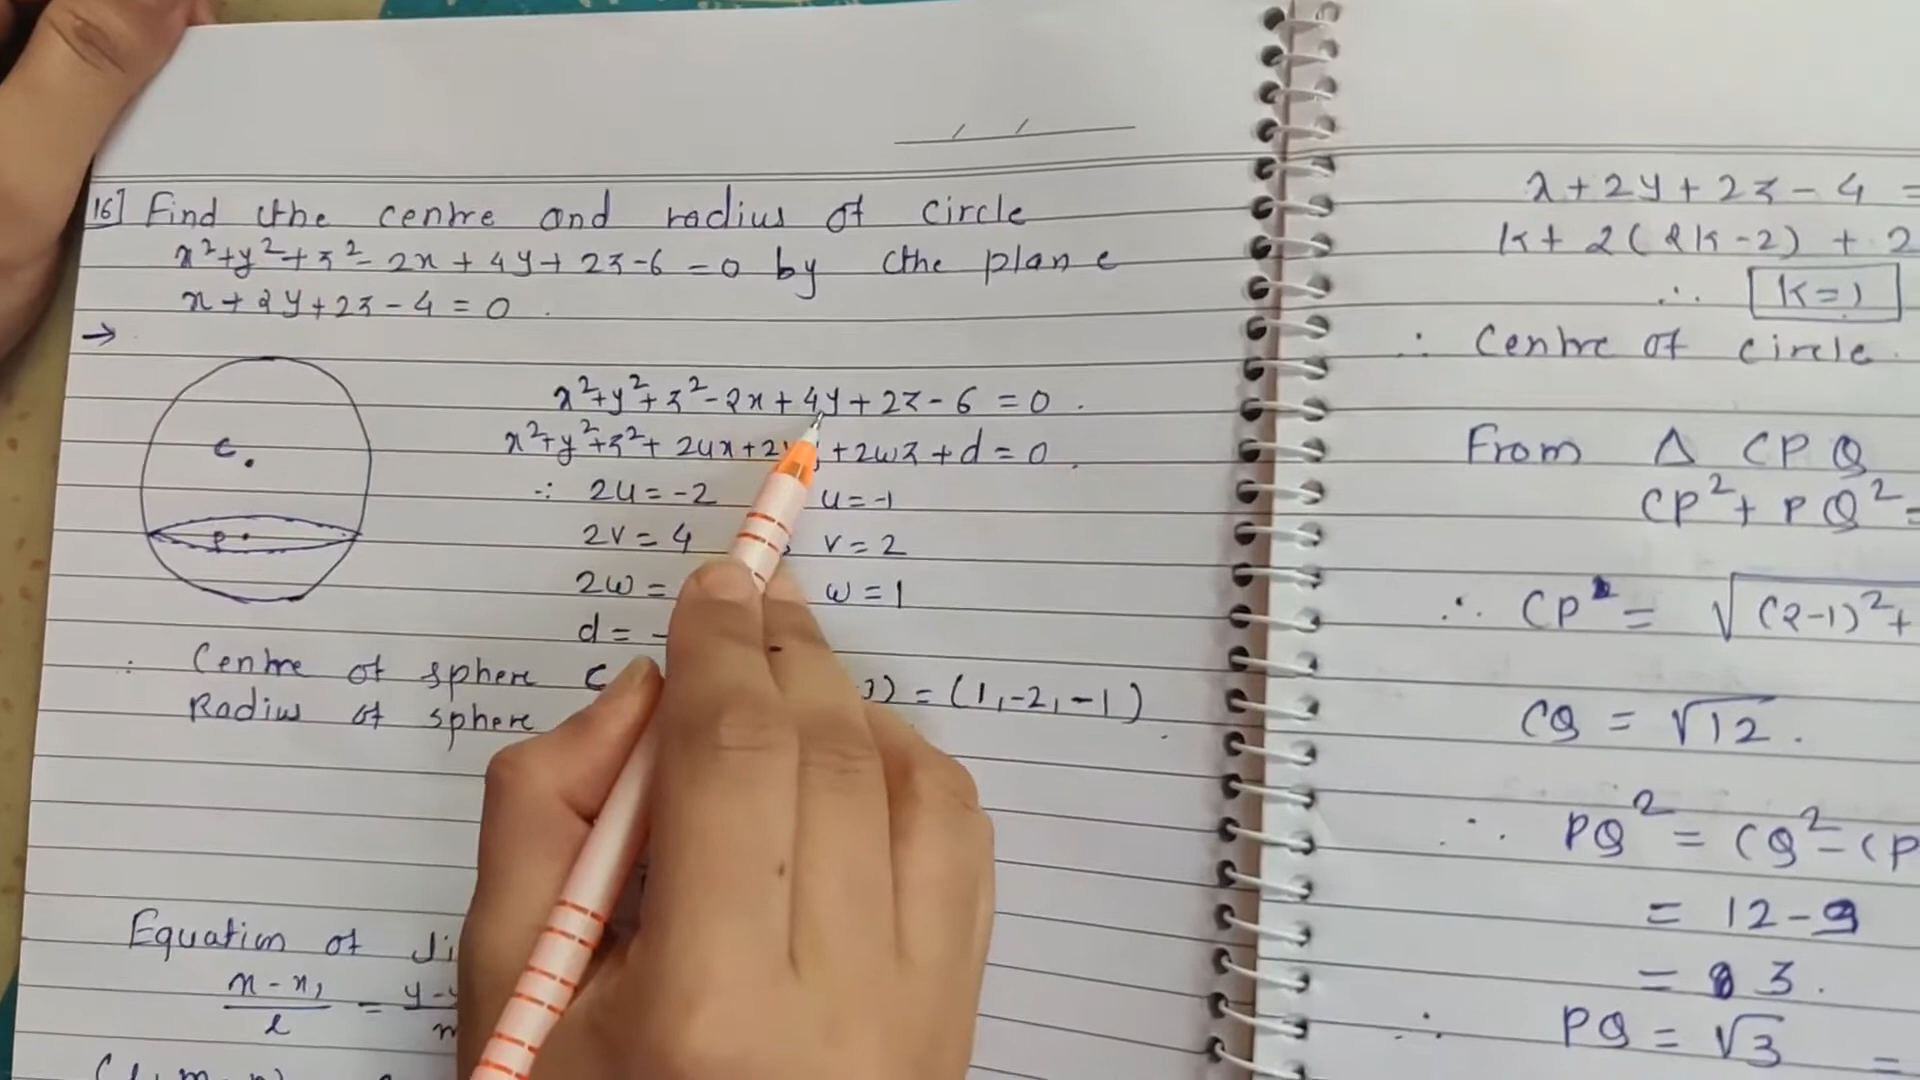 16] Find the centre and radius of circle
x²+y²+z²-2x+4y+2z-6=0 by the plane
x+2y+2z-4=0.
→
x²+y²+z²-2x+4y+2z-6=0.
x²+y²+z²+2ux+2 +2wz+d=0.
∴ 2u=-2 u=-1
2v=4 , v=2
2w= w=1
d=-
C.
P.
∴ Centre of sphere C ) = (1,-2,-1)
Radius of sphere
Equation of
x-x₁/l = y-y/m
(l, m, n)
x+2y+2z-4=
k+2(2k-2)+2
∴ k=1
∴ Centre of circle
From Δ CPQ
CP²+PQ²=
∴ CP²=√(2-1)²+
CQ=√12.
∴ PQ²=CQ²-CP
= 12-9
= 3.
∴ PQ=√3 =